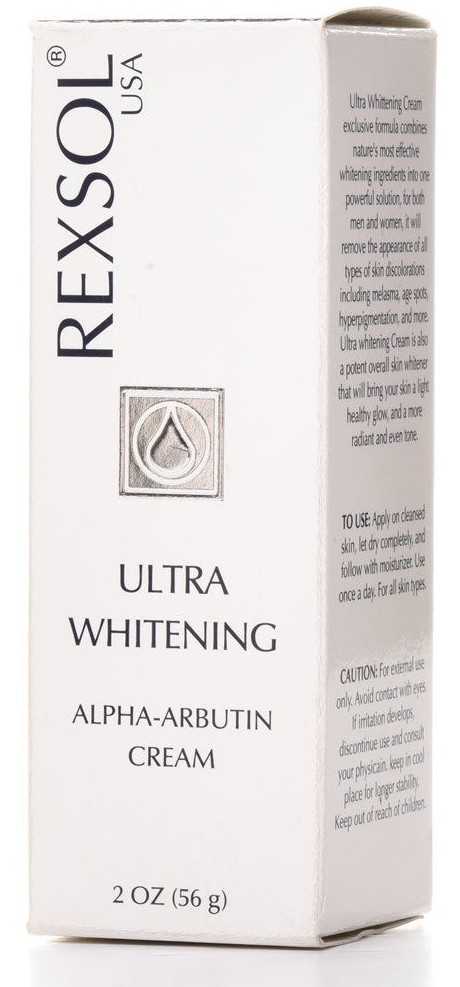 REXSOL®
USA
ULTRA
WHITENING
ALPHA-ARBUTIN
CREAM
2 OZ (56 g)
Ultra Whittening Cream
exclusive formula combines
nature's most effective
whitening ingredients into one
powerful solution, for both
men and women, it will
remove the appearance of all
types of skin discolorations
including melasma, age spots,
hyperpigmentation, and more.
Ultra whitening Cream is also
a potent overall skin whitener
that will bring your skin a light
healthy glow, and a more
radiant and even tone.
TO USE: Apply on cleansed
skin, let dry completely, and
follow with moisturizer. Use
once a day. For all skin types.
CAUTION: For external use
only. Avoid contact with eyes.
If irritation develops,
discontinue use and consult
your physicain. keep in cool
place for longer stability.
Keep out of reach of children.